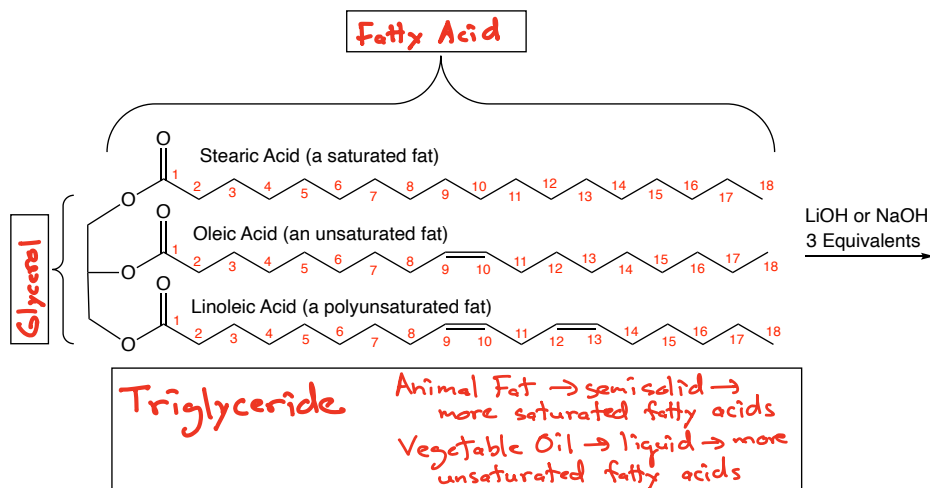 Fatty Acid
O
Stearic Acid (a saturated fat)
1 2 3 4 5 6 7 8 9 10 11 12 13 14 15 16 17 18
O
Glycerol
O
Oleic Acid (an unsaturated fat)
1 2 3 4 5 6 7 8 9 10 11 12 13 14 15 16 17 18
O
LiOH or NaOH
3 Equivalents
O
Linoleic Acid (a polyunsaturated fat)
1 2 3 4 5 6 7 8 9 10 11 12 13 14 15 16 17 18
O
Triglyceride
Animal Fat → semisolid →
more saturated fatty acids
Vegetable Oil → liquid → more
unsaturated fatty acids